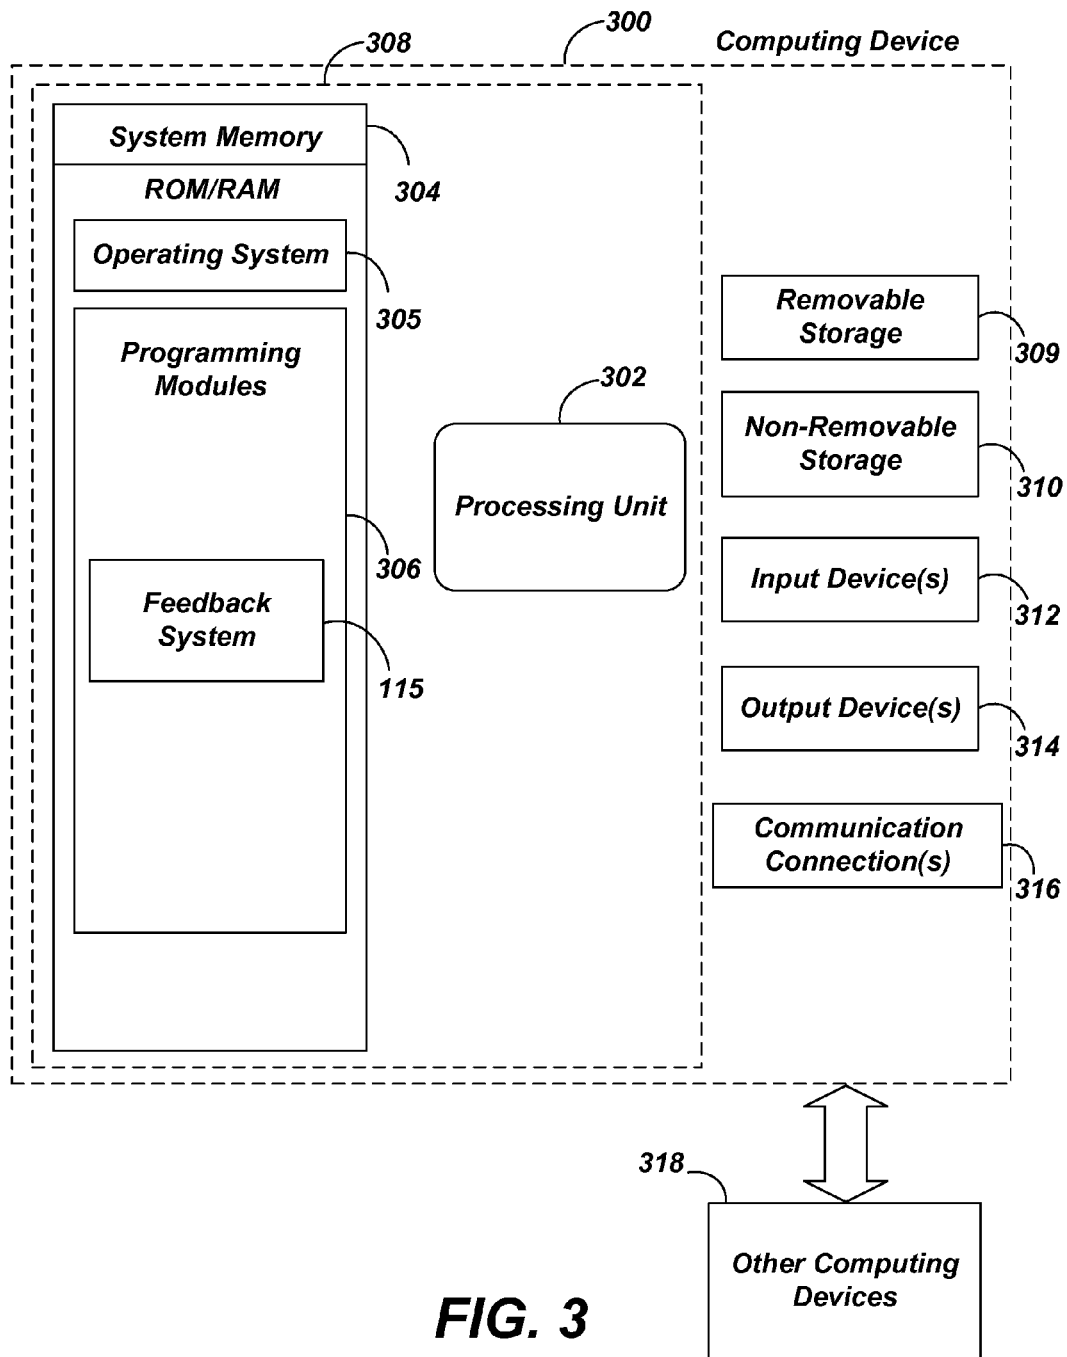 300
Computing Device
308
System Memory
304
ROM/RAM
Operating System
305
Programming
Modules
306
Feedback
System
115
302
Processing Unit
Removable
Storage
309
Non-Removable
Storage
310
Input Device(s)
312
Output Device(s)
314
Communication
Connection(s)
316
318
Other Computing
Devices
FIG. 3